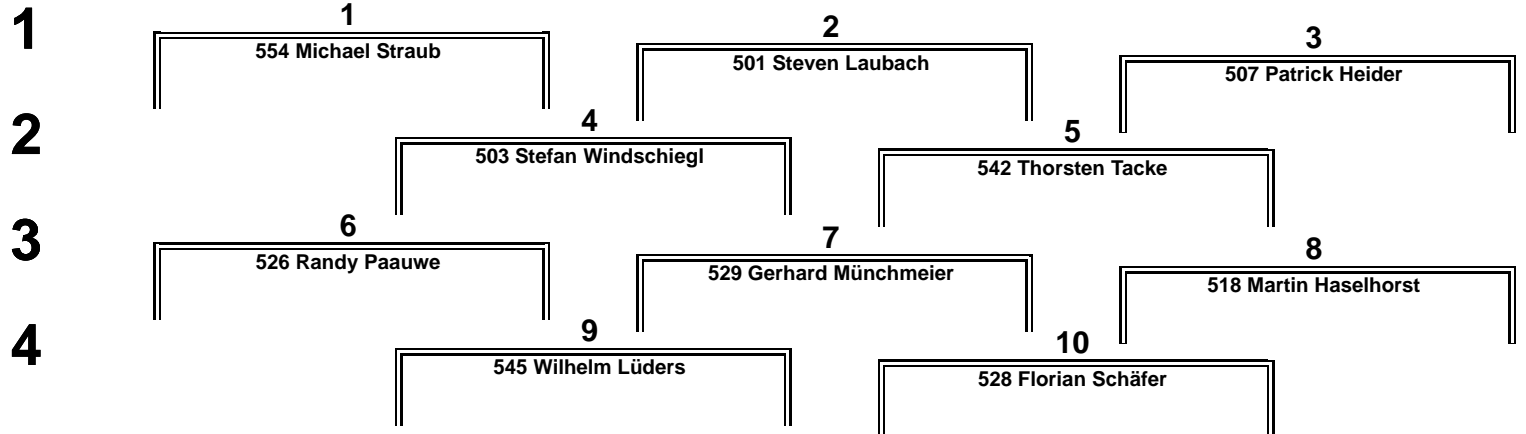 1
1
2
3
554 Michael Straub
501 Steven Laubach
507 Patrick Heider
2
4
5
503 Stefan Windschiegl
542 Thorsten Tacke
3
6
7
8
526 Randy Paauwe
529 Gerhard Münchmeier
518 Martin Haselhorst
4
9
10
545 Wilhelm Lüders
528 Florian Schäfer